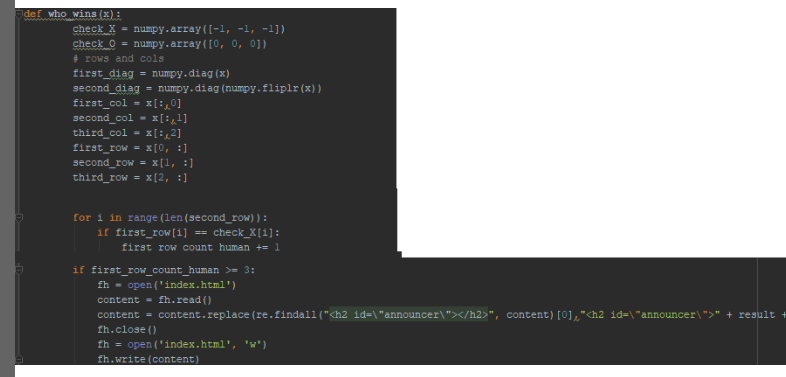 def who_wins(x):
check_X = numpy.array([-1, -1, -1])
check_O = numpy.array([0, 0, 0])
# rows and cols
first_diag = numpy.diag(x)
second_diag = numpy.diag(numpy.fliplr(x))
first_col = x[:,0]
second_col = x[:,1]
third_col = x[:,2]
first_row = x[0, :]
second_row = x[1, :]
third_row = x[2, :]
for i in range(len(second_row)):
if first_row[i] == check_X[i]:
first_row_count_human += 1
if first_row_count_human >= 3:
fh = open('index.html')
content = fh.read()
content = content.replace(re.findall("<h2 id=\"announcer\"></h2>", content)[0],"<h2 id=\"announcer\">" + result +
fh.close()
fh = open('index.html', 'w')
fh.write(content)